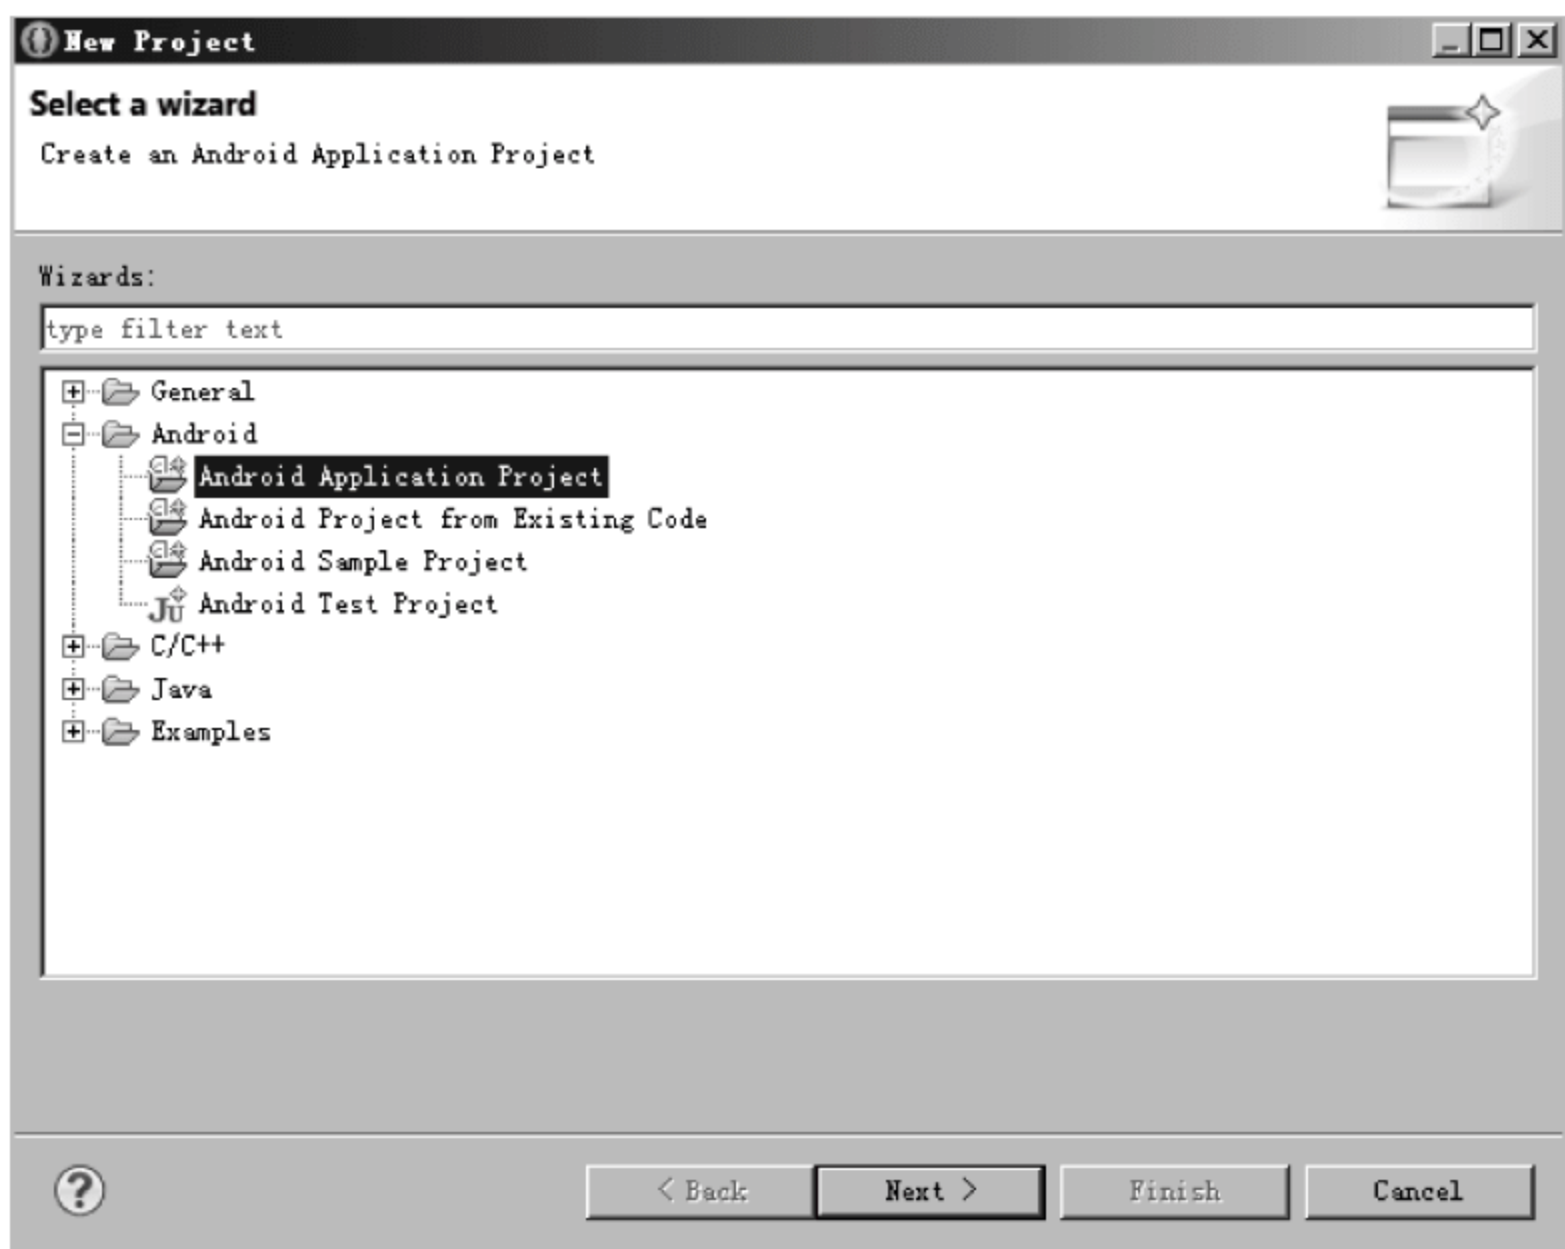 New Project
Select a wizard
Create an Android Application Project
Wizards:
type filter text
General
Android
Android Application Project
Android Project from Existing Code
Android Sample Project
JU Android Test Project
C/C++
Java
Examples
? < Back Next > Finish Cancel